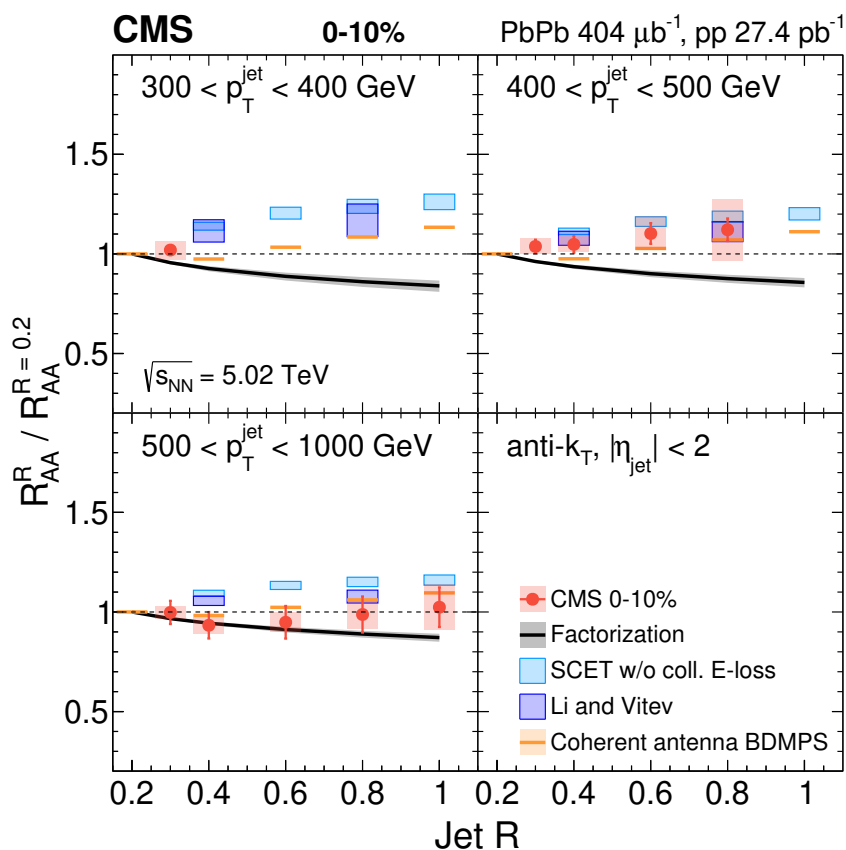 CMS 0-10% PbPb 404 μb⁻¹, pp 27.4 pb⁻¹
300 < p_T^jet < 400 GeV
400 < p_T^jet < 500 GeV
1.5
1
0.5
√s_NN = 5.02 TeV
R_AA^R / R_AA^{R = 0.2}
500 < p_T^jet < 1000 GeV
anti-k_T, |η_jet| < 2
1.5
1
0.5
CMS 0-10%
Factorization
SCET w/o coll. E-loss
Li and Vitev
Coherent antenna BDMPS
0.2 0.4 0.6 0.8 1 0.2 0.4 0.6 0.8 1
Jet R